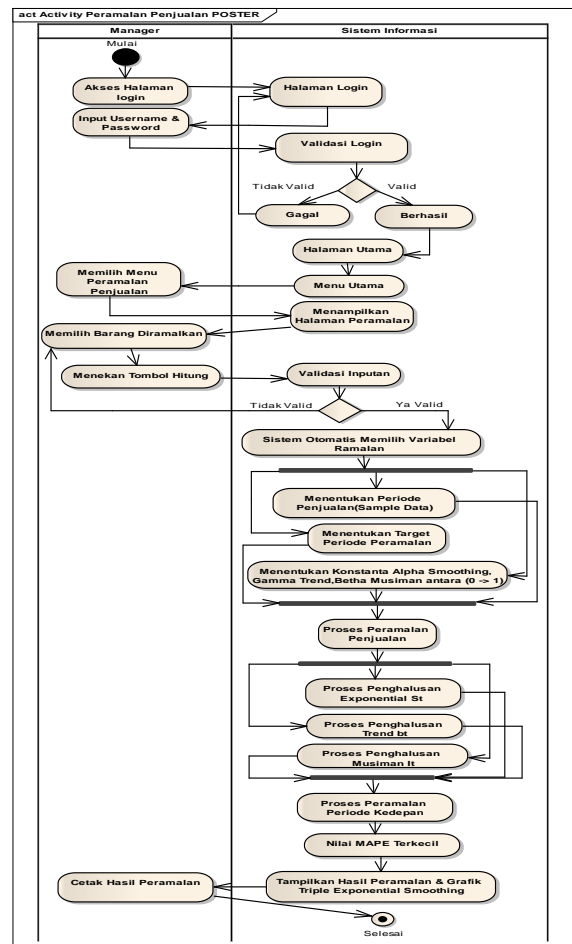 act Activity Peramalan Penjualan POSTER
Manager
Sistem Informasi
Mulai
Akses Halaman
login
Halaman Login
Input Username &
Password
Validasi Login
Tidak Valid
Valid
Gagal
Berhasil
Halaman Utama
Memilih Menu
Peramalan
Penjualan
Menu Utama
Menampilkan
Halaman Peramalan
Memilih Barang Diramalkan
Menekan Tombol Hitung
Validasi Inputan
Tidak Valid
Ya Valid
Sistem Otomatis Memilih Variabel
Ramalan
Menentukan Periode
Penjualan(Sample Data)
Menentukan Target
Periode Peramalan
Menentukan Konstanta Alpha Smoothing,
Gamma Trend,Betha Musiman antara (0 -> 1)
Proses Peramalan
Penjualan
Proses Penghalusan
Exponential St
Proses Penghalusan
Trend bt
Proses Penghalusan
Musiman It
Proses Peramalan
Periode Kedepan
Nilai MAPE Terkecil
Cetak Hasil Peramalan
Tampilkan Hasil Peramalan & Grafik
Triple Exponential Smoothing
Selesai